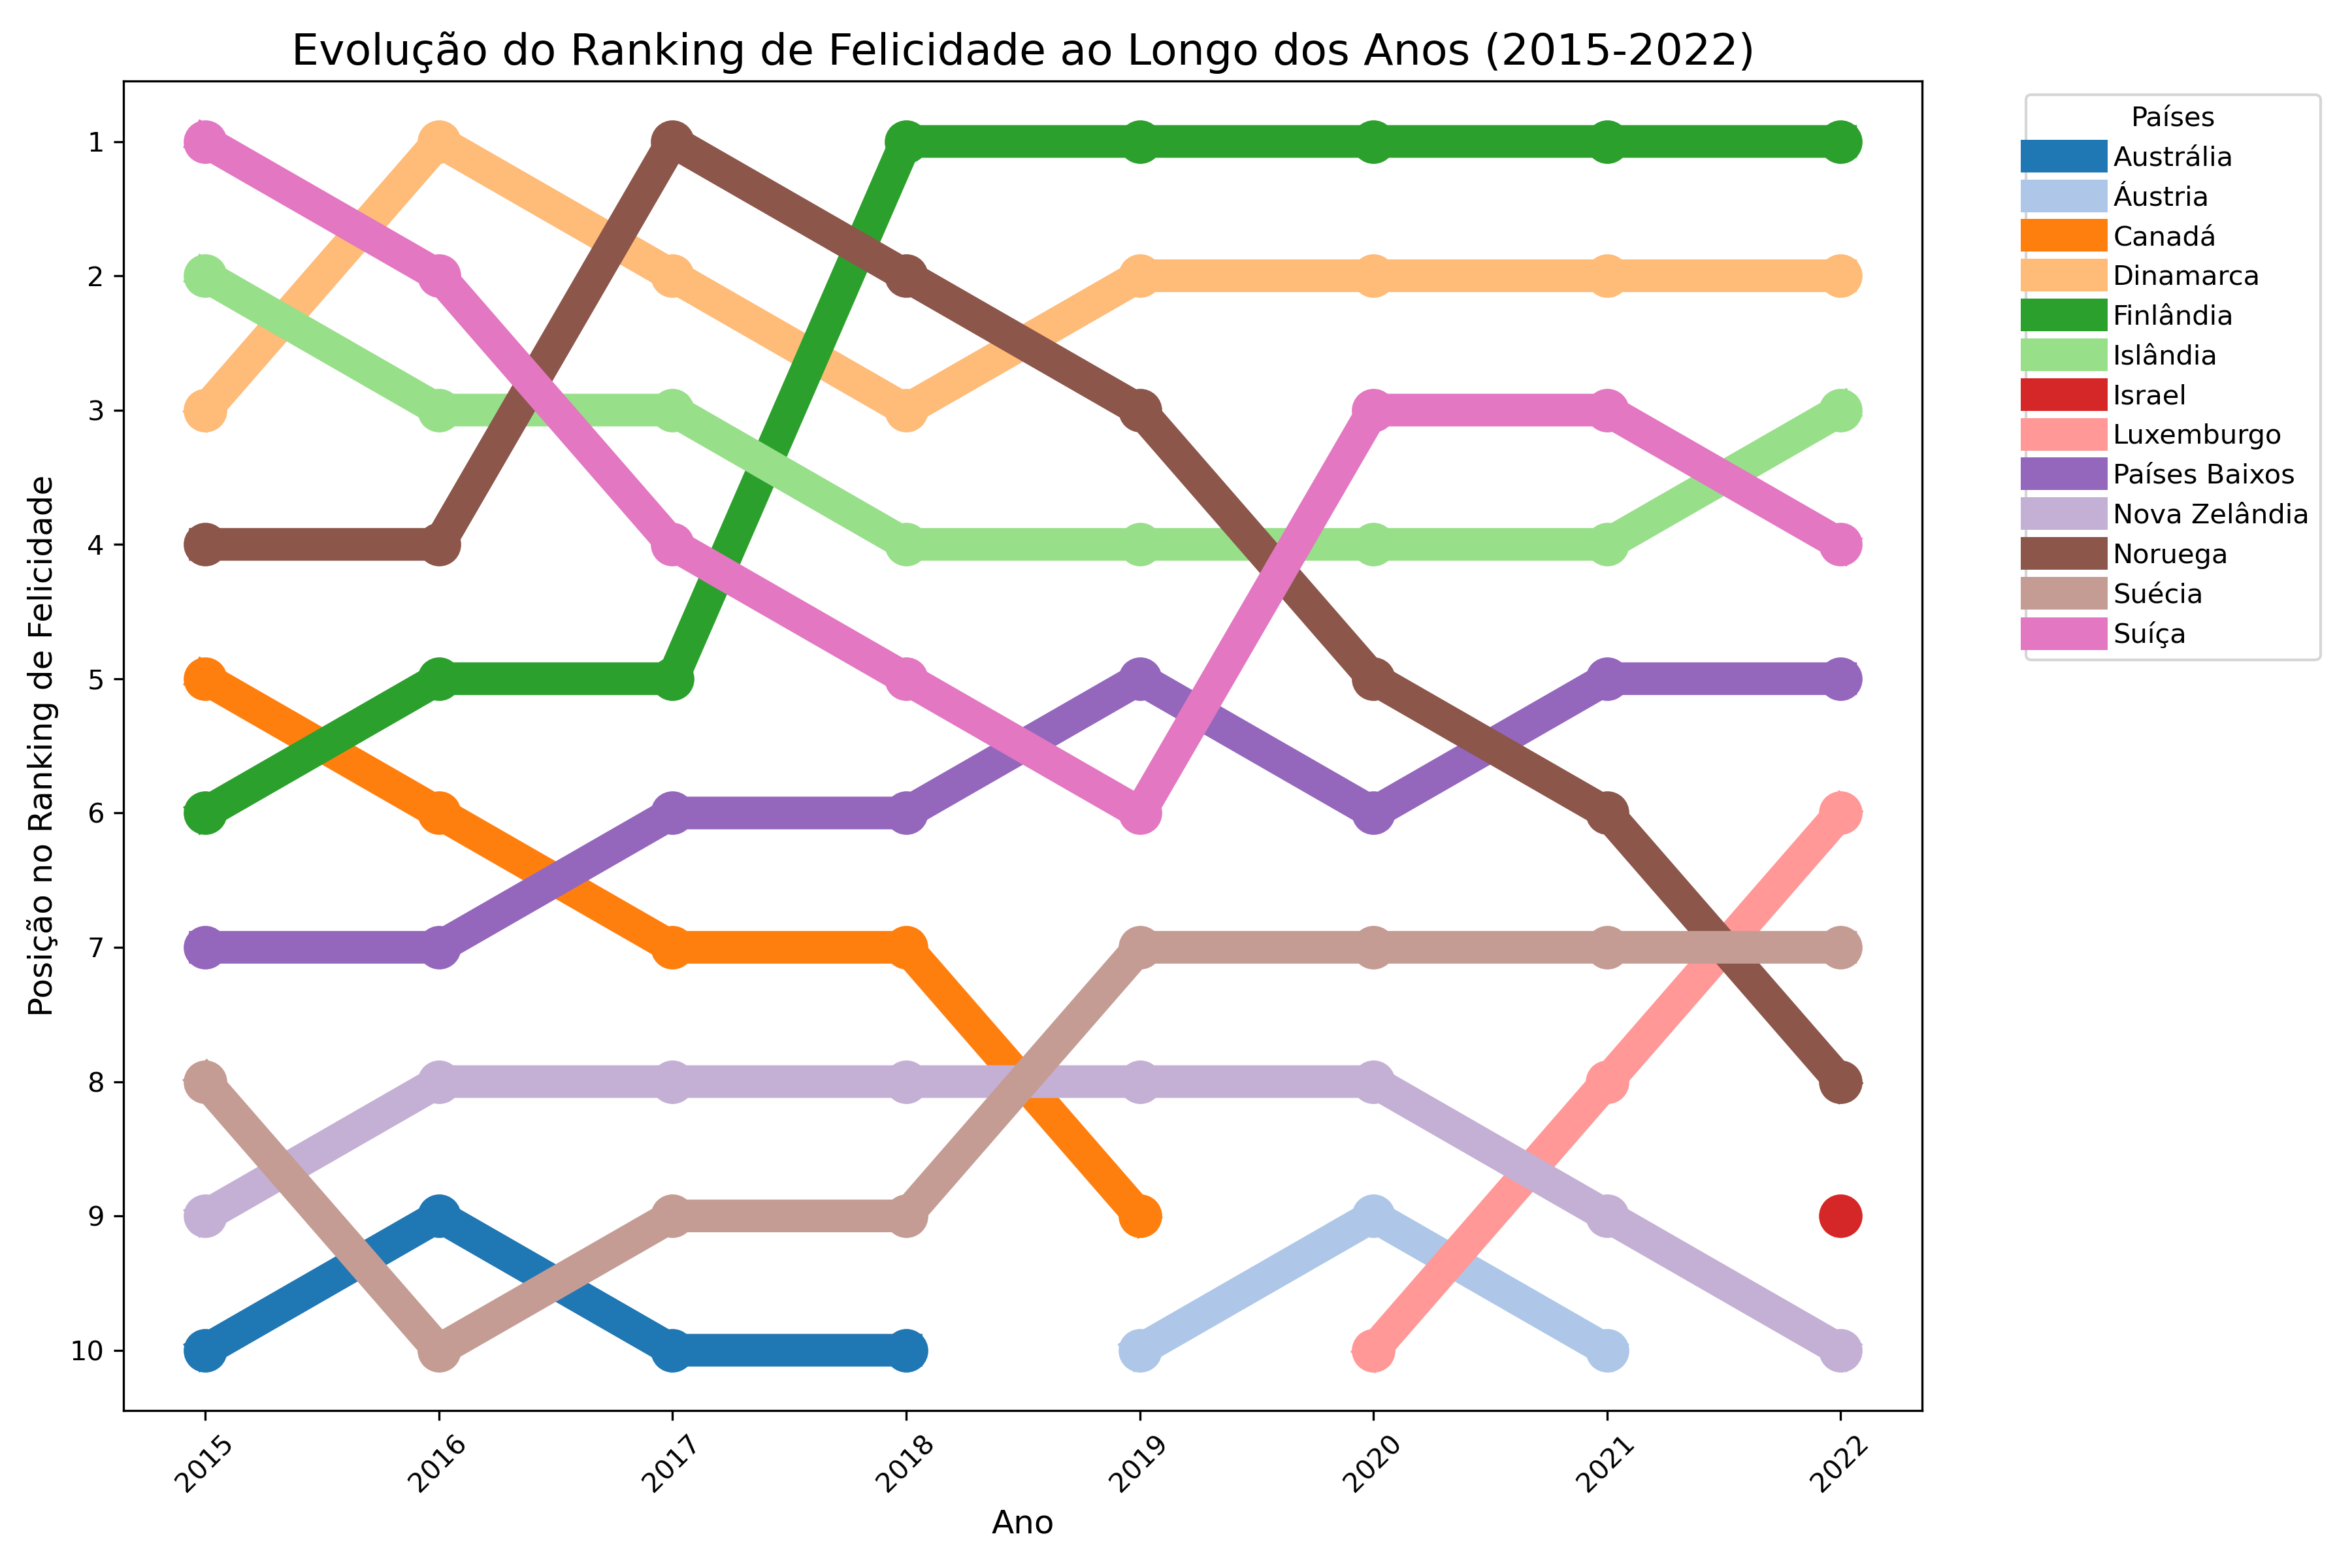 Evolução do Ranking de Felicidade ao Longo dos Anos (2015-2022)
Posição no Ranking de Felicidade
1
2
3
4
5
6
7
8
9
10
2015
2016
2017
2018
2019
2020
2021
2022
Ano
Países
Austrália
Áustria
Canadá
Dinamarca
Finlândia
Islândia
Israel
Luxemburgo
Países Baixos
Nova Zelândia
Noruega
Suécia
Suíça